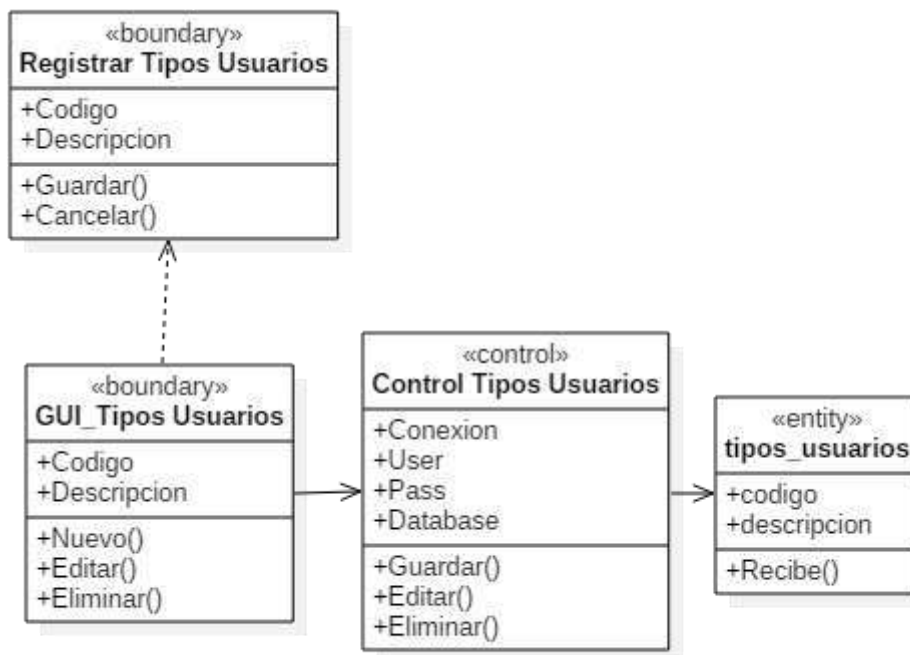 «boundary»
Registrar Tipos Usuarios
+Codigo
+Descripcion
+Guardar()
+Cancelar()
«boundary»
GUI_Tipos Usuarios
+Codigo
+Descripcion
+Nuevo()
+Editar()
+Eliminar()
«control»
Control Tipos Usuarios
+Conexion
+User
+Pass
+Database
+Guardar()
+Editar()
+Eliminar()
«entity»
tipos_usuarios
+codigo
+descripcion
+Recibe()